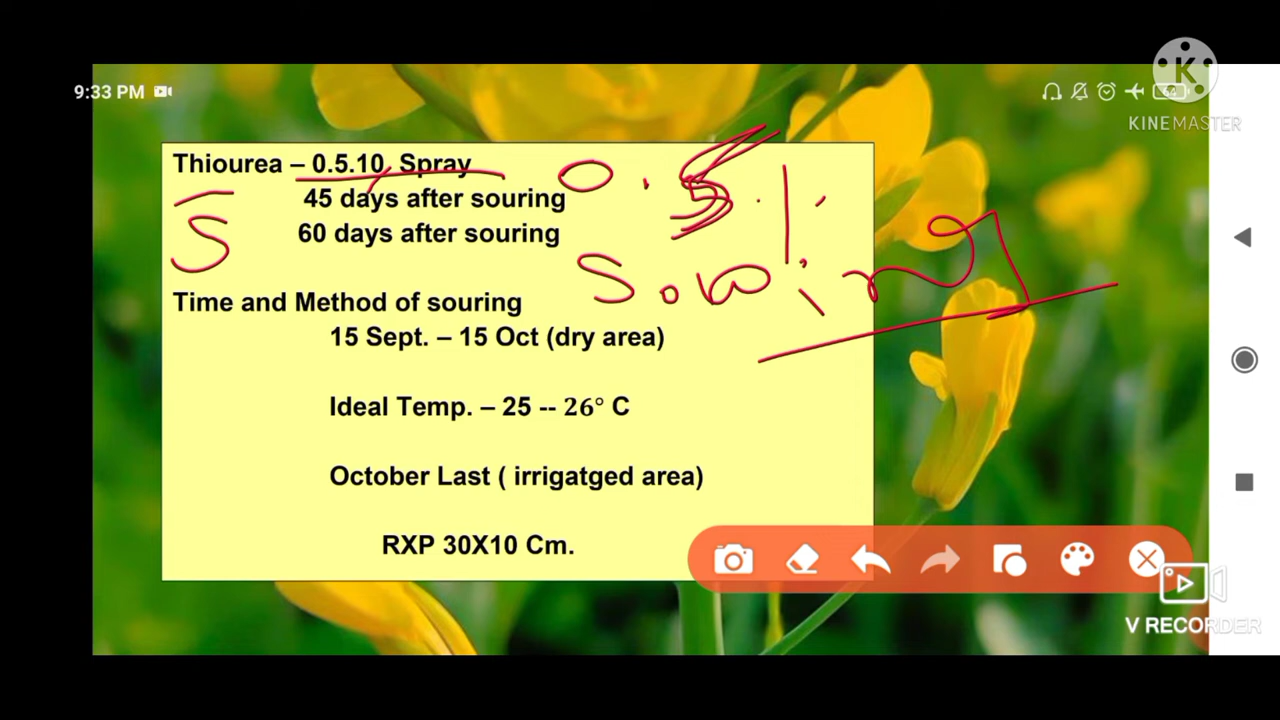 9:33 PM
64
KINEMASTER
Thiourea – 0.5.10 Spray
0.5 %
45 days after souring
S
60 days after souring
Sowing
Time and Method of souring
15 Sept. – 15 Oct (dry area)
Ideal Temp. – 25 -- 26° C
October Last ( irrigatged area)
RXP 30X10 Cm.
V RECORDER